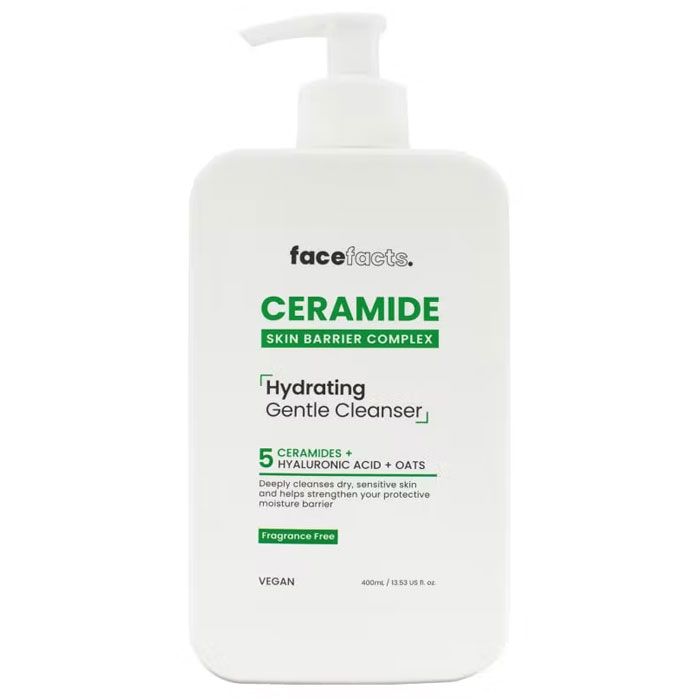 facefacts.
CERAMIDE
SKIN BARRIER COMPLEX
Hydrating
Gentle Cleanser
5 CERAMIDES +
HYALURONIC ACID + OATS
Deeply cleanses dry, sensitive skin
and helps strengthen your protective
moisture barrier
Fragrance Free
VEGAN 400mL / 13.53 US fl. oz.